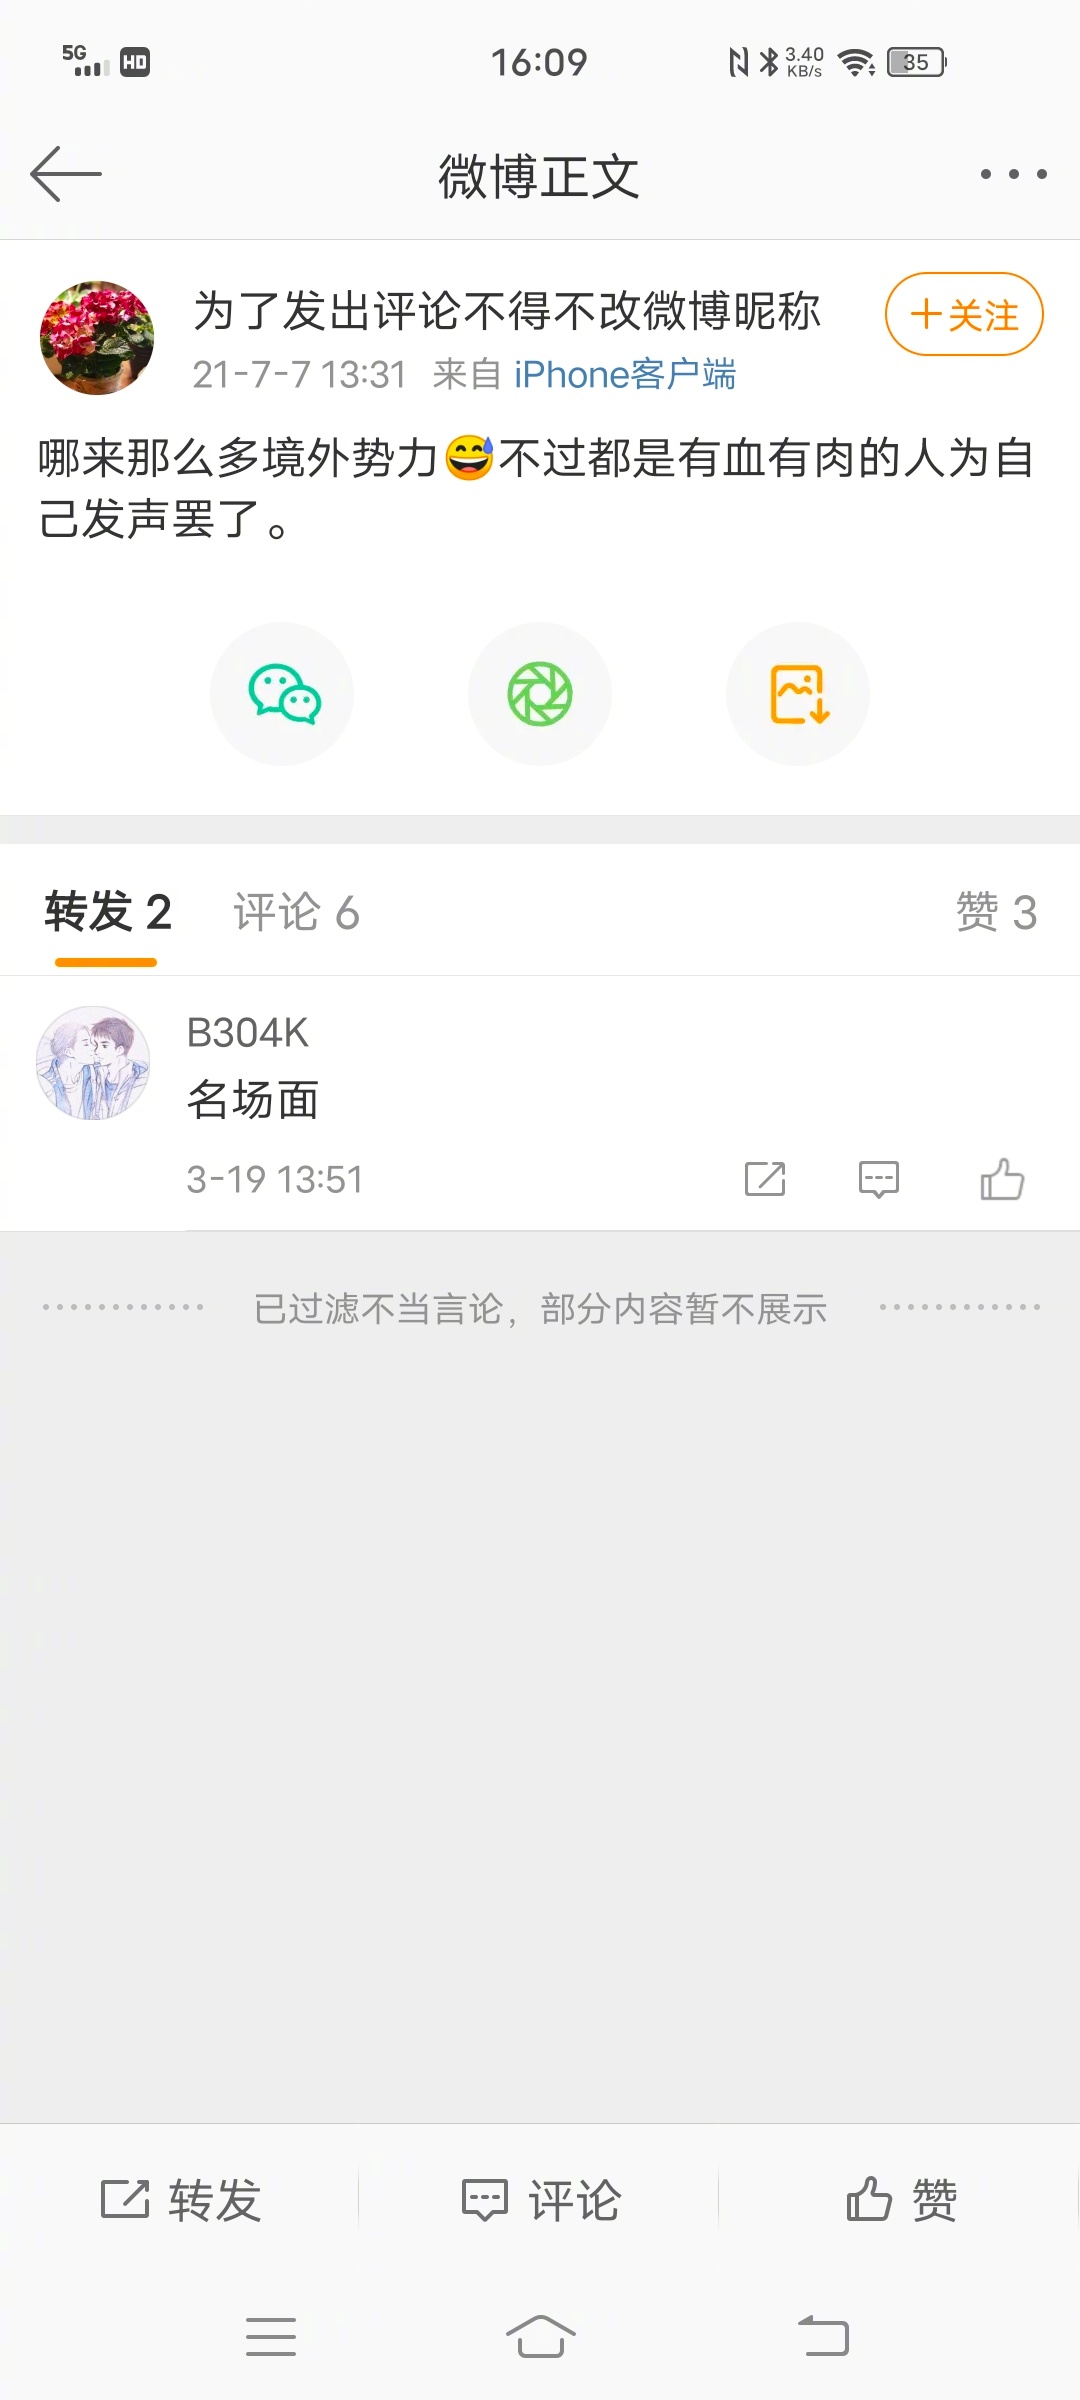 5G HD 16:09 3.40 KB/s 35
微博正文
为了发出评论不得不改微博昵称
+关注
21-7-7 13:31 来自 iPhone客户端
哪来那么多境外势力😅不过都是有血有肉的人为自
己发声罢了。
转发 2 评论 6 赞 3
B304K
名场面
3-19 13:51
已过滤不当言论，部分内容暂不展示
转发 评论 赞